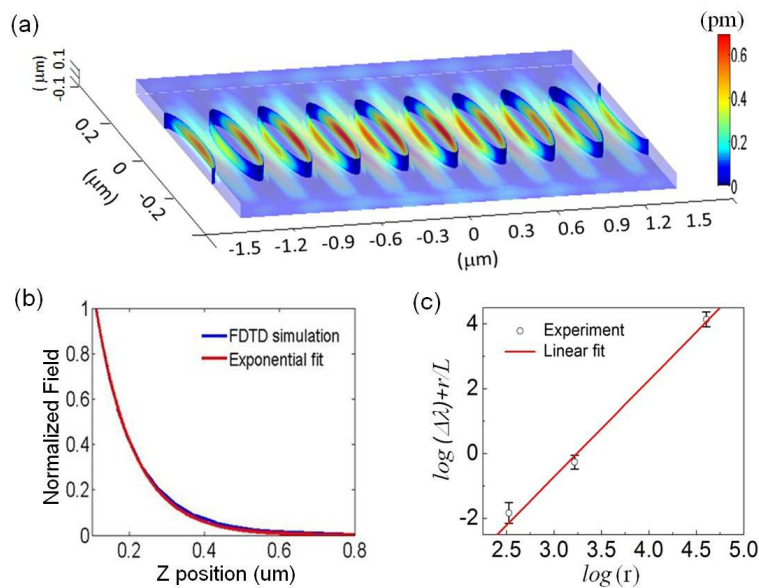 (a)
(pm)
0.6
0.4
0.2
0
0.1
-0.1
(μm)
0.2
0
-0.2
(μm)
-1.5 -1.2 -0.9 -0.6 -0.3 0 0.3 0.6 0.9 1.2 1.5
(μm)
(b)
1
0.8
0.6
0.4
0.2
0
Normalized Field
FDTD simulation
Exponential fit
0.2 0.4 0.6 0.8
Z position (um)
(c)
4
2
0
-2
log (Δλ)+r/L
Experiment
Linear fit
2.5 3.0 3.5 4.0 4.5 5.0
log (r)